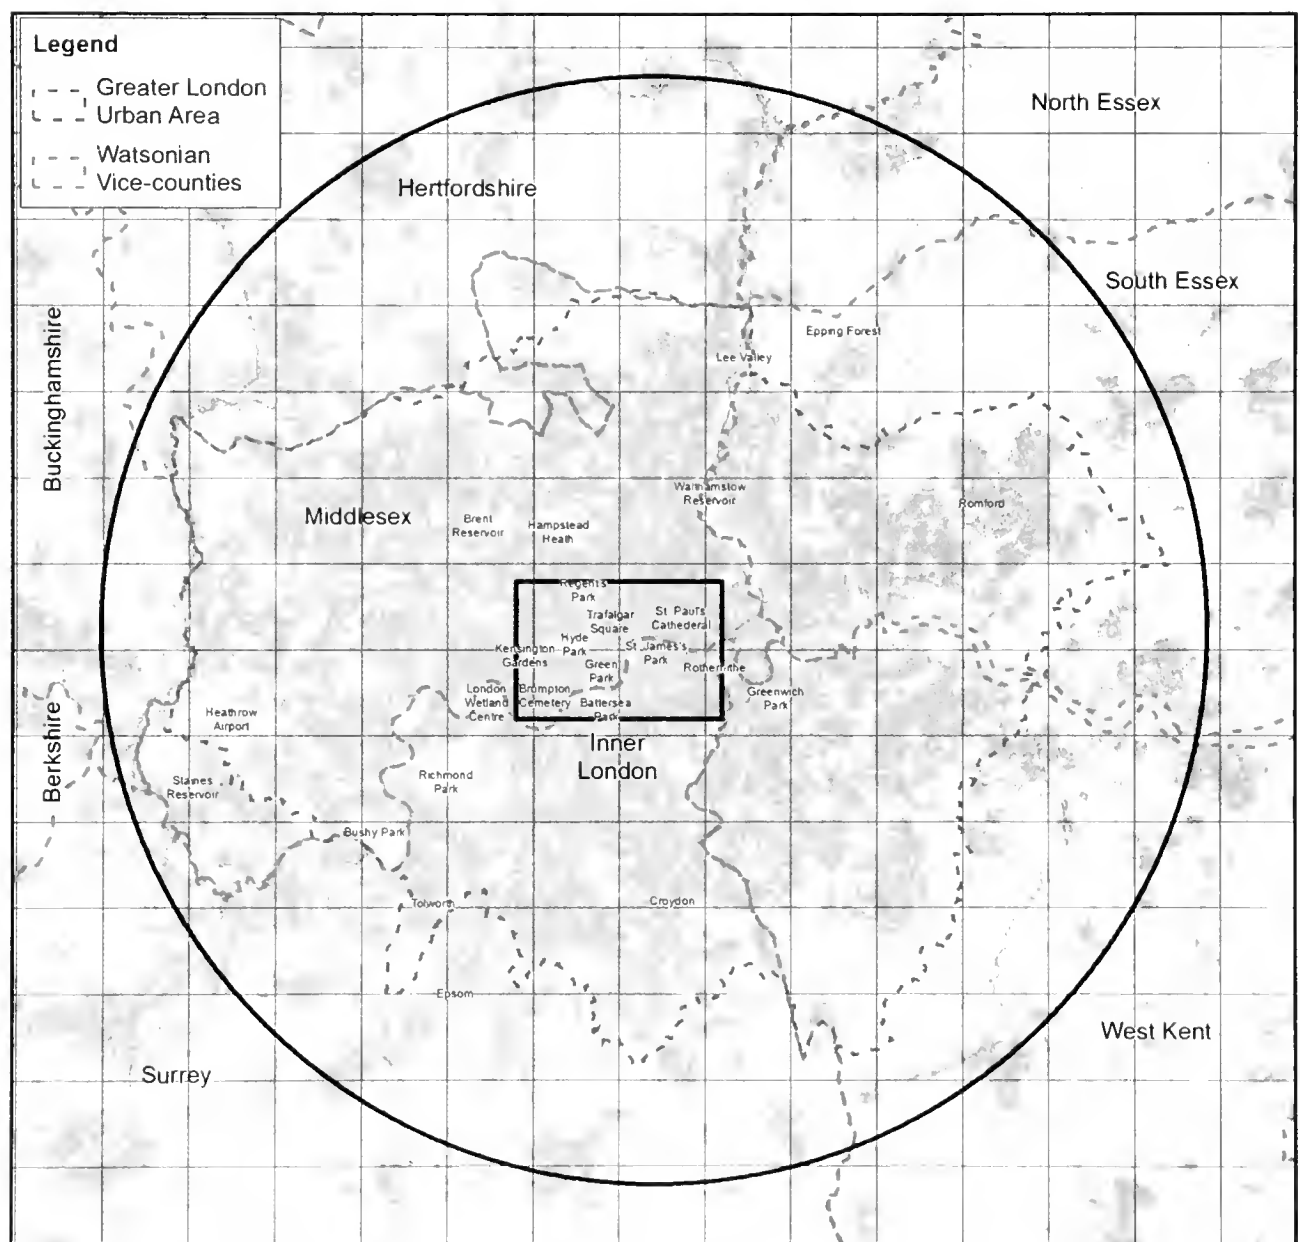 Legend
Greater London
Urban Area
Watsonian
Vice-counties
North Essex
Hertfordshire
South Essex
Buckinghamshire
Epping Forest
Lee Valley
Walthamstow
Reservoir
Romford
Middlesex
Brent
Reservoir
Hampstead
Heath
Regent's
Park
Trafalgar
Square
St. Paul's
Cathederal
Hyde
Park
Kensington
Gardens
St James's
Park
Green
Park
Rotherhithe
London
Wetland
Centre
Brompton
Cemetery
Battersea
Park
Greenwich
Park
Heathrow
Airport
Berkshire
Inner
London
Staines
Reservoir
Richmond
Park
Bushy Park
Tolworth
Croydon
Epsom
West Kent
Surrey